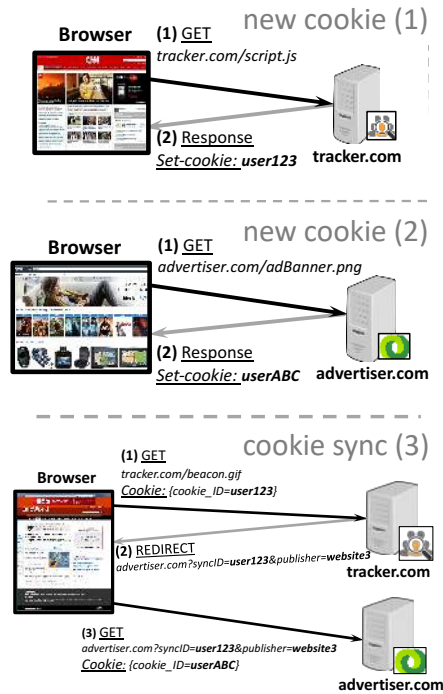 new cookie (1)
Browser
(1) GET
tracker.com/script.js
(2) Response
Set-cookie: user123
tracker.com
new cookie (2)
Browser
(1) GET
advertiser.com/adBanner.png
(2) Response
Set-cookie: userABC
advertiser.com
cookie sync (3)
(1) GET
Browser
tracker.com/beacon.gif
Cookie: {cookie_ID=user123}
(2) REDIRECT
advertiser.com?syncID=user123&publisher=website3
tracker.com
(3) GET
advertiser.com?syncID=user123&publisher=website3
Cookie: {cookie_ID=userABC}
advertiser.com